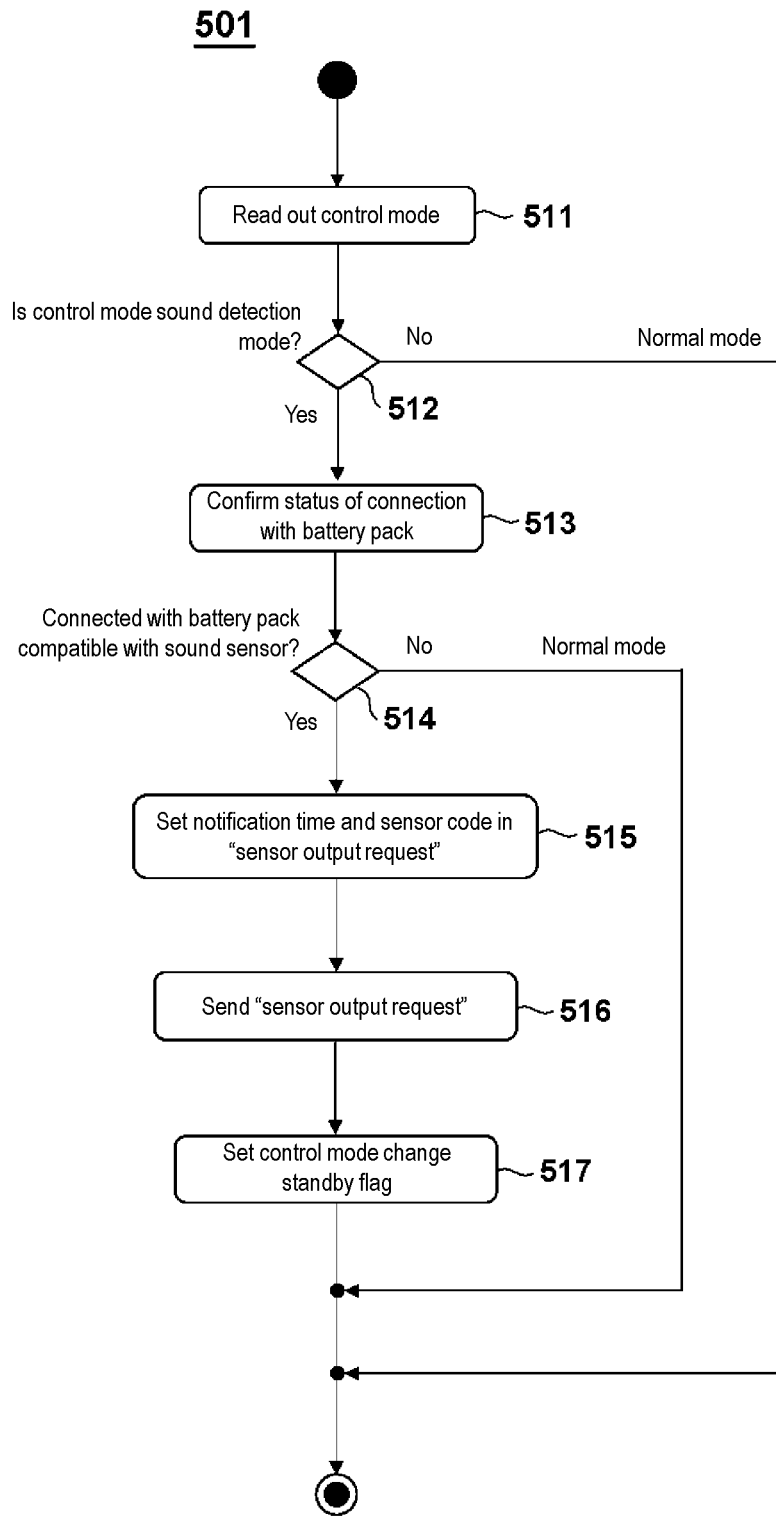 501
Read out control mode
511
Is control mode sound detection
mode?
No
Normal mode
512
Yes
Confirm status of connection
with battery pack
513
Connected with battery pack
compatible with sound sensor?
No
Normal mode
514
Yes
Set notification time and sensor code in
“sensor output request”
515
Send “sensor output request”
516
Set control mode change
standby flag
517